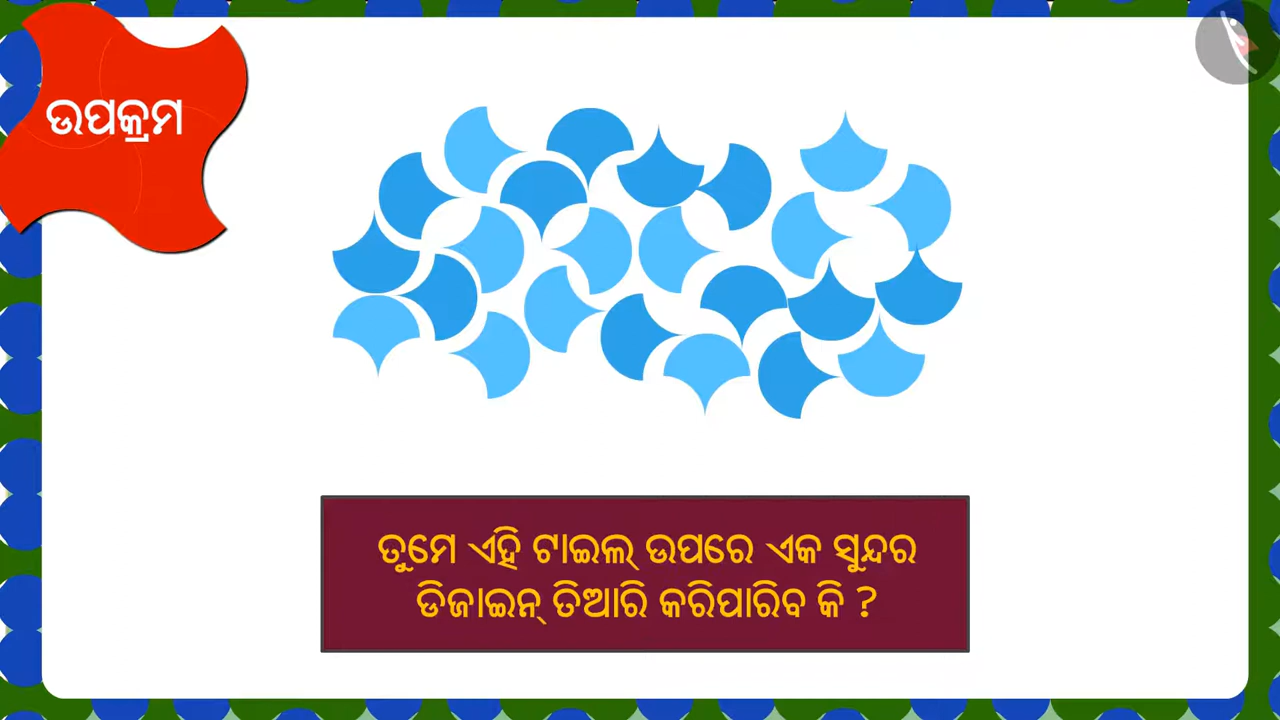 ଉପକ୍ରମ
ତୁମେ ଏହି ଟାଇଲ୍ ଉପରେ ଏକ ସୁନ୍ଦର
ଡିଜାଇନ୍ ତିଆରି କରିପାରିବ କି ?